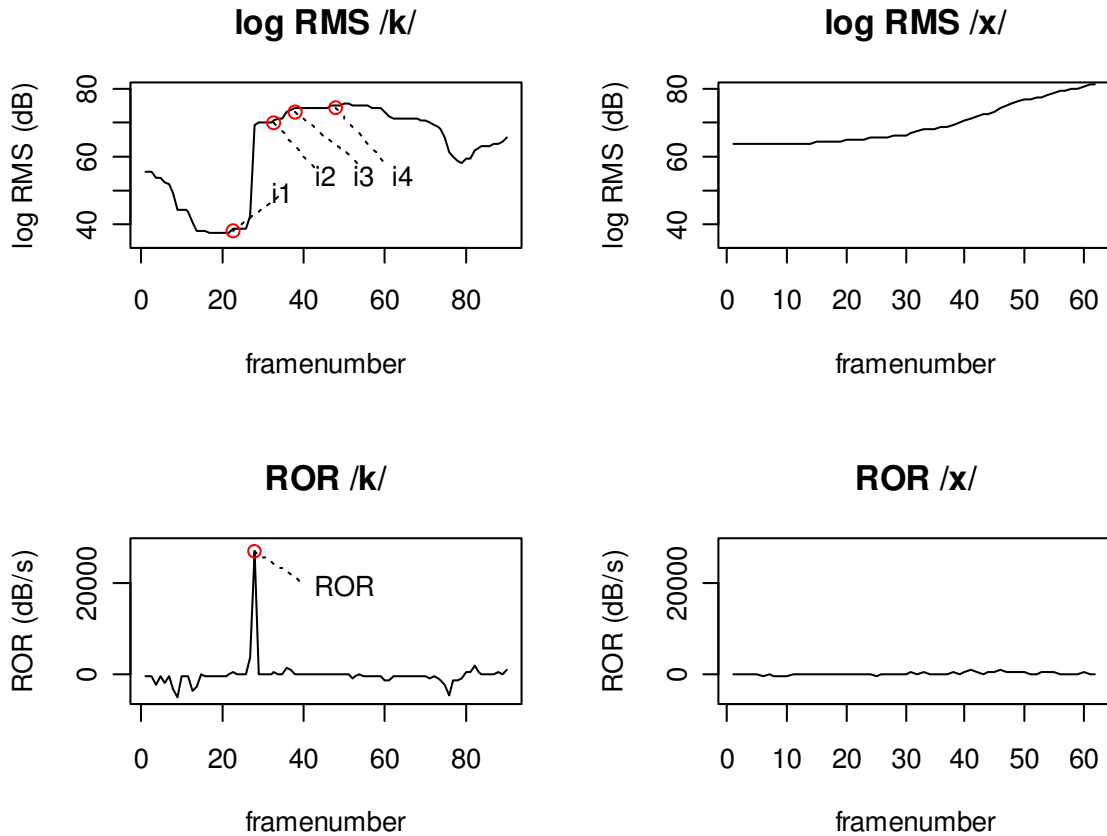 log RMS /k/
log RMS (dB)
80
60
40
i1
i2
i3
i4
0 20 40 60 80
framenumber
log RMS /x/
log RMS (dB)
80
60
40
0 10 20 30 40 50 60
framenumber
ROR /k/
ROR (dB/s)
20000
0
ROR
0 20 40 60 80
framenumber
ROR /x/
ROR (dB/s)
20000
0
0 10 20 30 40 50 60
framenumber